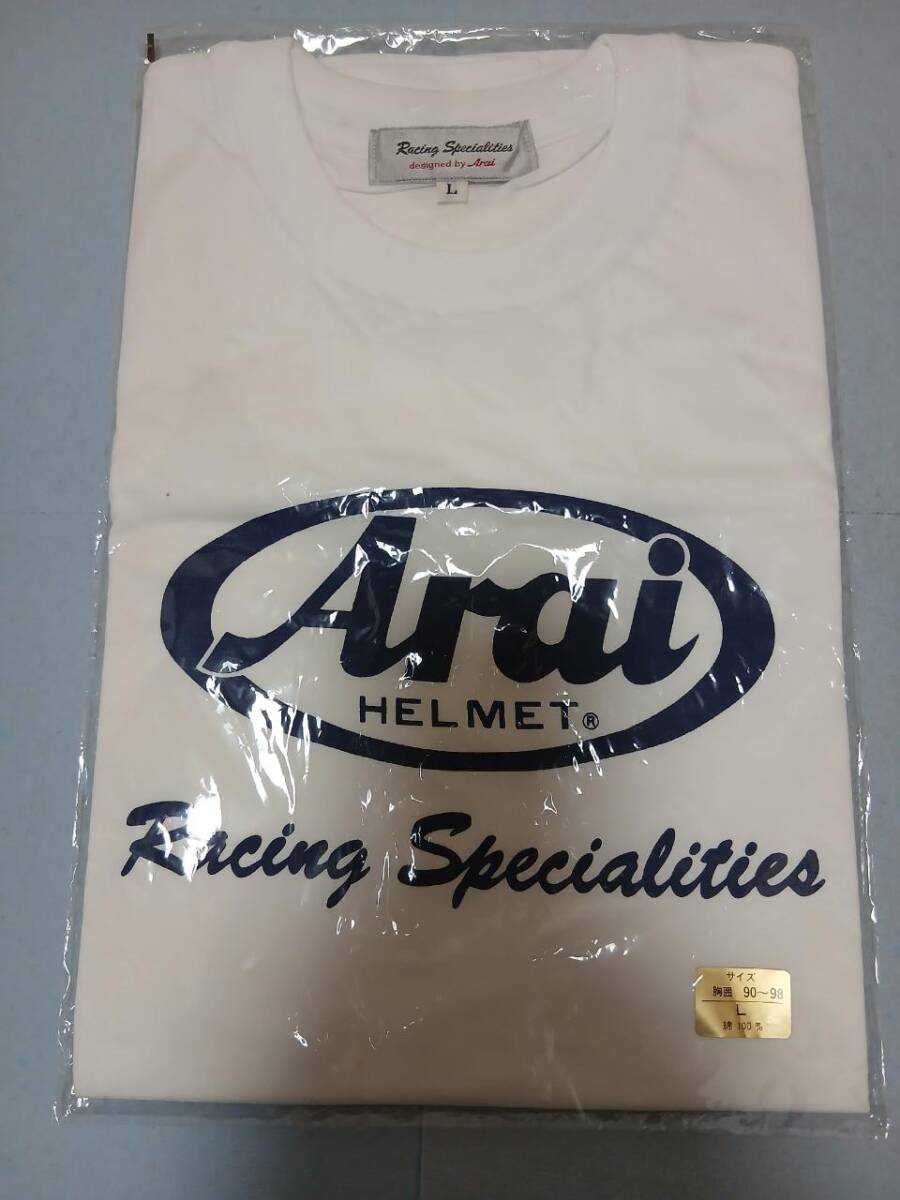 Racing Specialities
designed by Arai
L
Arai
HELMET®
Racing Specialities
サイズ
胸囲 90～98
L
綿 100%